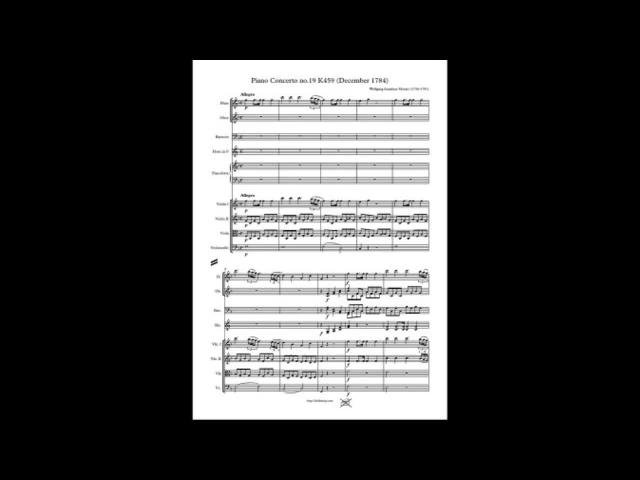 Piano Concerto no.19 K459 (December 1784)
Wolfgang Amadeus Mozart (1756-1791)
Allegro
Flute
Oboe
Bassoon
Horn in F
Pianoforte
Allegro
Violin I
Violin II
Viola
Violoncello
Fl.
Ob.
Bsn.
Hn.
Vln. I
Vln. II
Vla.
Vc.